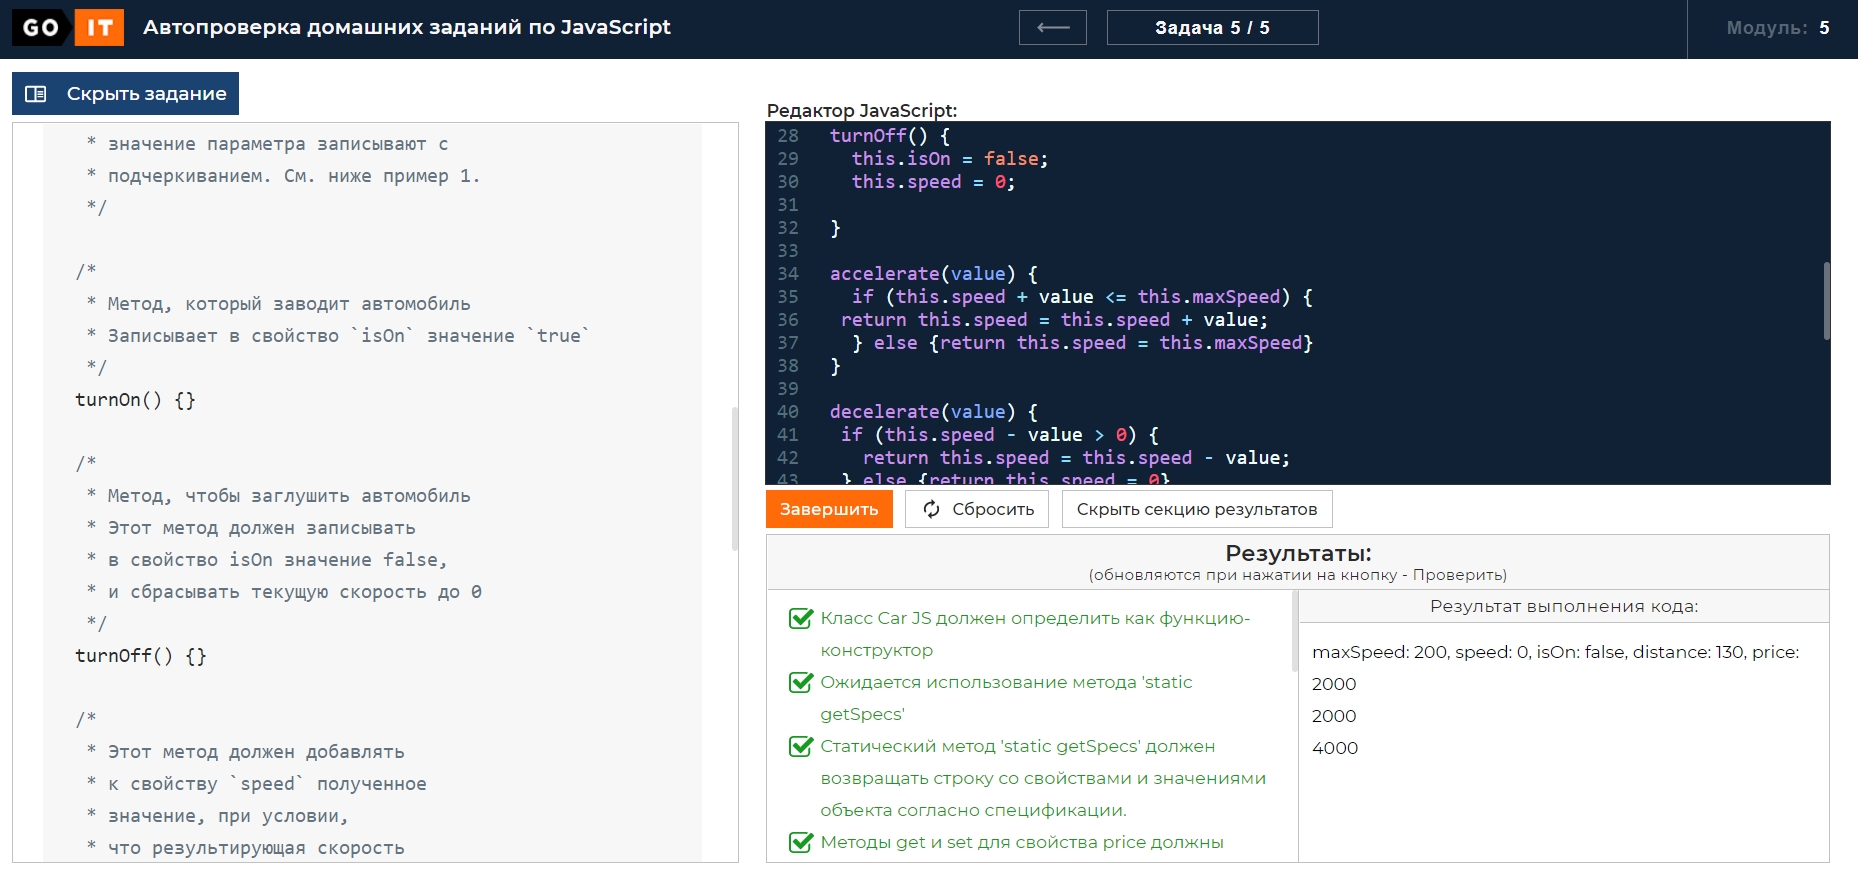 GO IT Автопроверка домашних заданий по JavaScript
Задача 5 / 5
Модуль: 5
Скрыть задание
* значение параметра записывают с
* подчеркиванием. См. ниже пример 1.
*/
/*
* Метод, который заводит автомобиль
* Записывает в свойство `isOn` значение `true`
*/
turnOn() {}
/*
* Метод, чтобы заглушить автомобиль
* Этот метод должен записывать
* в свойство isOn значение false,
* и сбрасывать текущую скорость до 0
*/
turnOff() {}
/*
* Этот метод должен добавлять
* к свойству `speed` полученное
* значение, при условии,
* что результирующая скорость
Редактор JavaScript:
28 turnOff() {
29 this.isOn = false;
30 this.speed = 0;
31
32 }
33
34 accelerate(value) {
35 if (this.speed + value <= this.maxSpeed) {
36 return this.speed = this.speed + value;
37 } else {return this.speed = this.maxSpeed}
38 }
39
40 decelerate(value) {
41 if (this.speed - value > 0) {
42 return this.speed = this.speed - value;
43 } else {return this.speed = 0}
Завершить
Сбросить
Скрыть секцию результатов
Результаты:
(обновляются при нажатии на кнопку - Проверить)
Класс Car JS должен определить как функцию-
конструктор
Ожидается использование метода 'static
getSpecs'
Статический метод 'static getSpecs' должен
возвращать строку со свойствами и значениями
объекта согласно спецификации.
Методы get и set для свойства price должны
Результат выполнения кода:
maxSpeed: 200, speed: 0, isOn: false, distance: 130, price:
2000
2000
4000